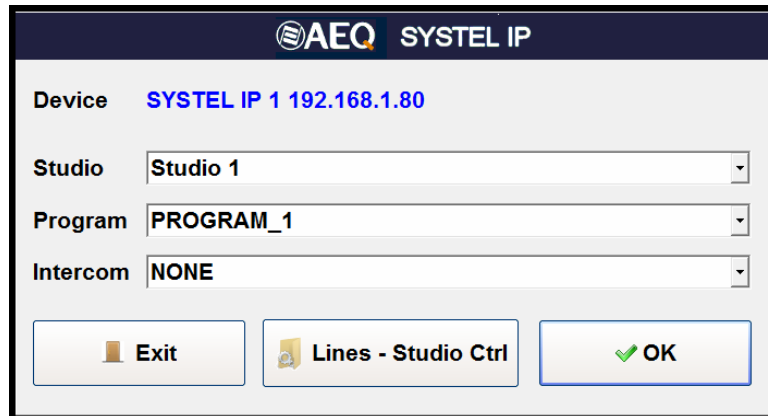 AEQ SYSTEL IP
Device SYSTEL IP 1 192.168.1.80
Studio Studio 1
Program PROGRAM_1
Intercom NONE
Exit Lines - Studio Ctrl OK